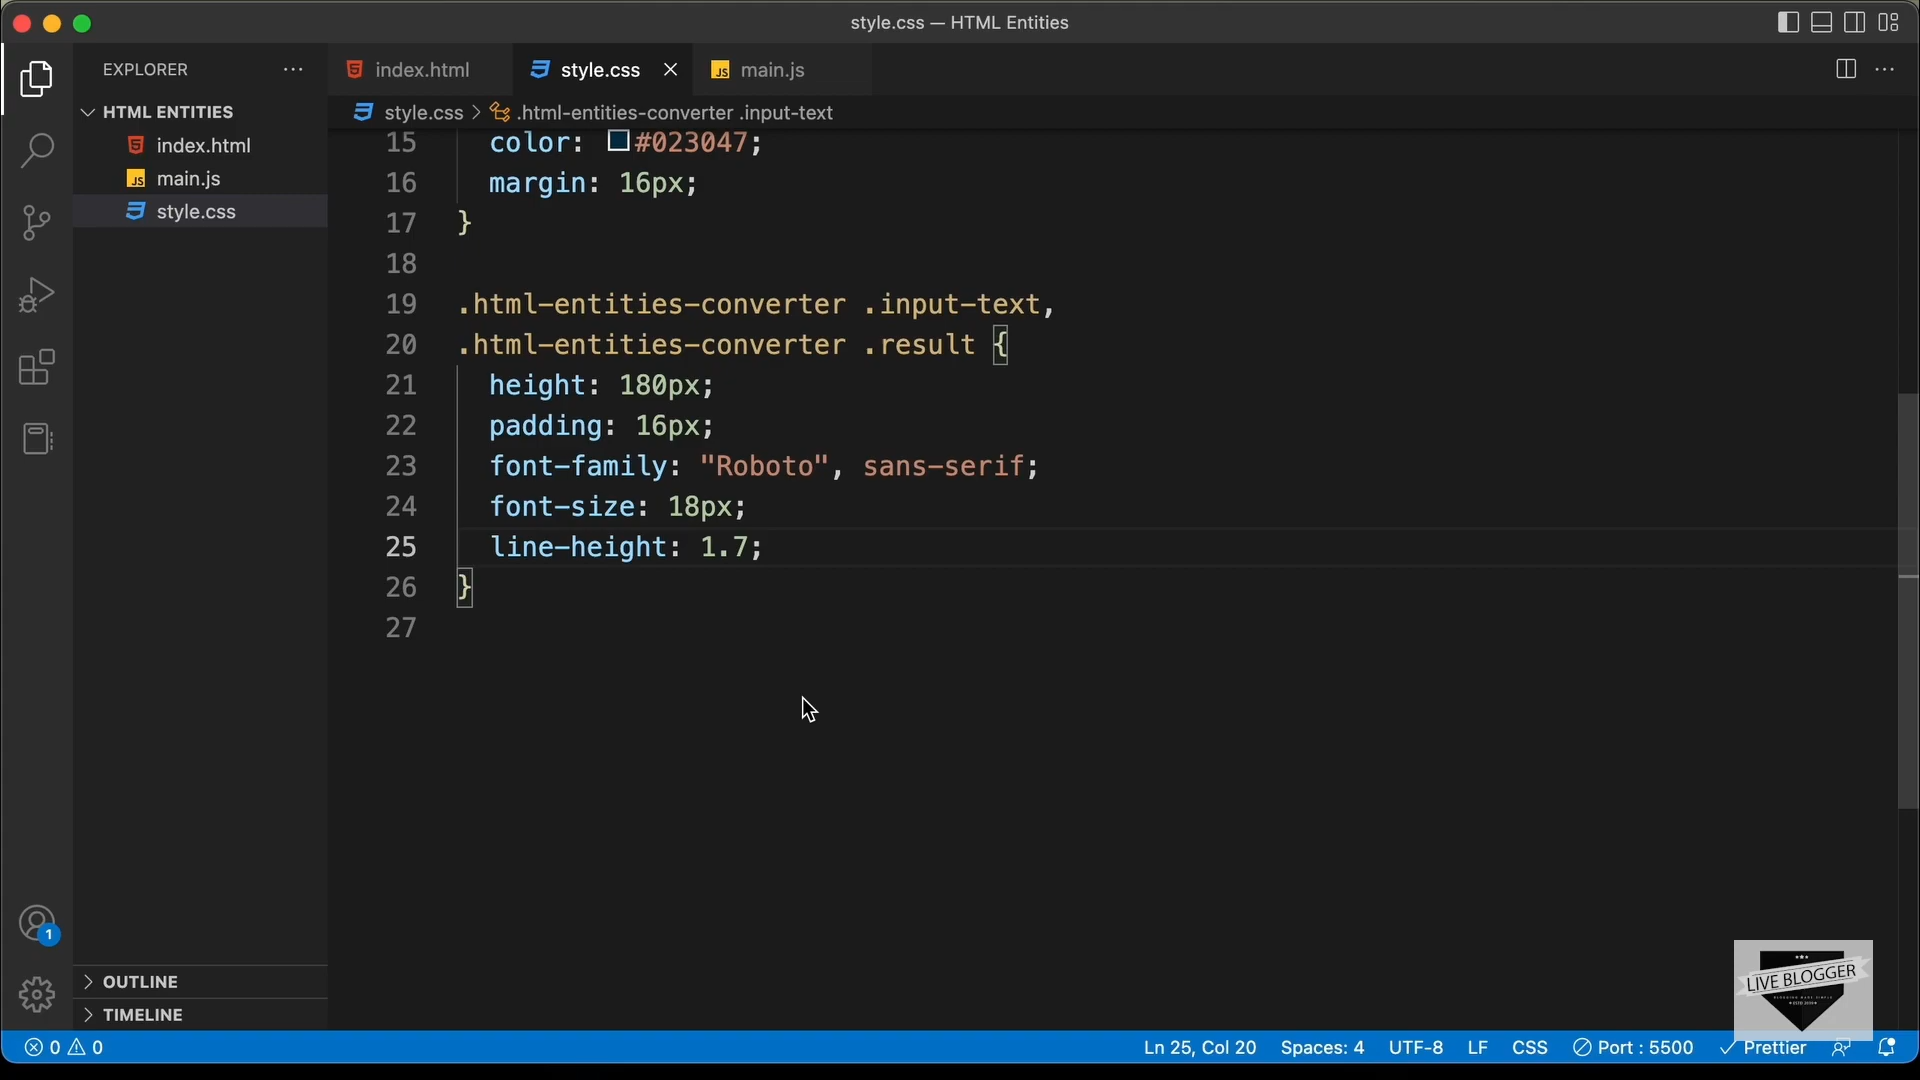 style.css — HTML Entities
EXPLORER
index.html
style.css
main.js
HTML ENTITIES
index.html
main.js
style.css
style.css > .html-entities-converter .input-text
15 color: #023047;
16 margin: 16px;
17 }
18
19 .html-entities-converter .input-text,
20 .html-entities-converter .result {
21 height: 180px;
22 padding: 16px;
23 font-family: "Roboto", sans-serif;
24 font-size: 18px;
25 line-height: 1.7;
26 }
27
1
OUTLINE
TIMELINE
LIVE BLOGGER
0 0 Ln 25, Col 20 Spaces: 4 UTF-8 LF CSS Port : 5500 Prettier